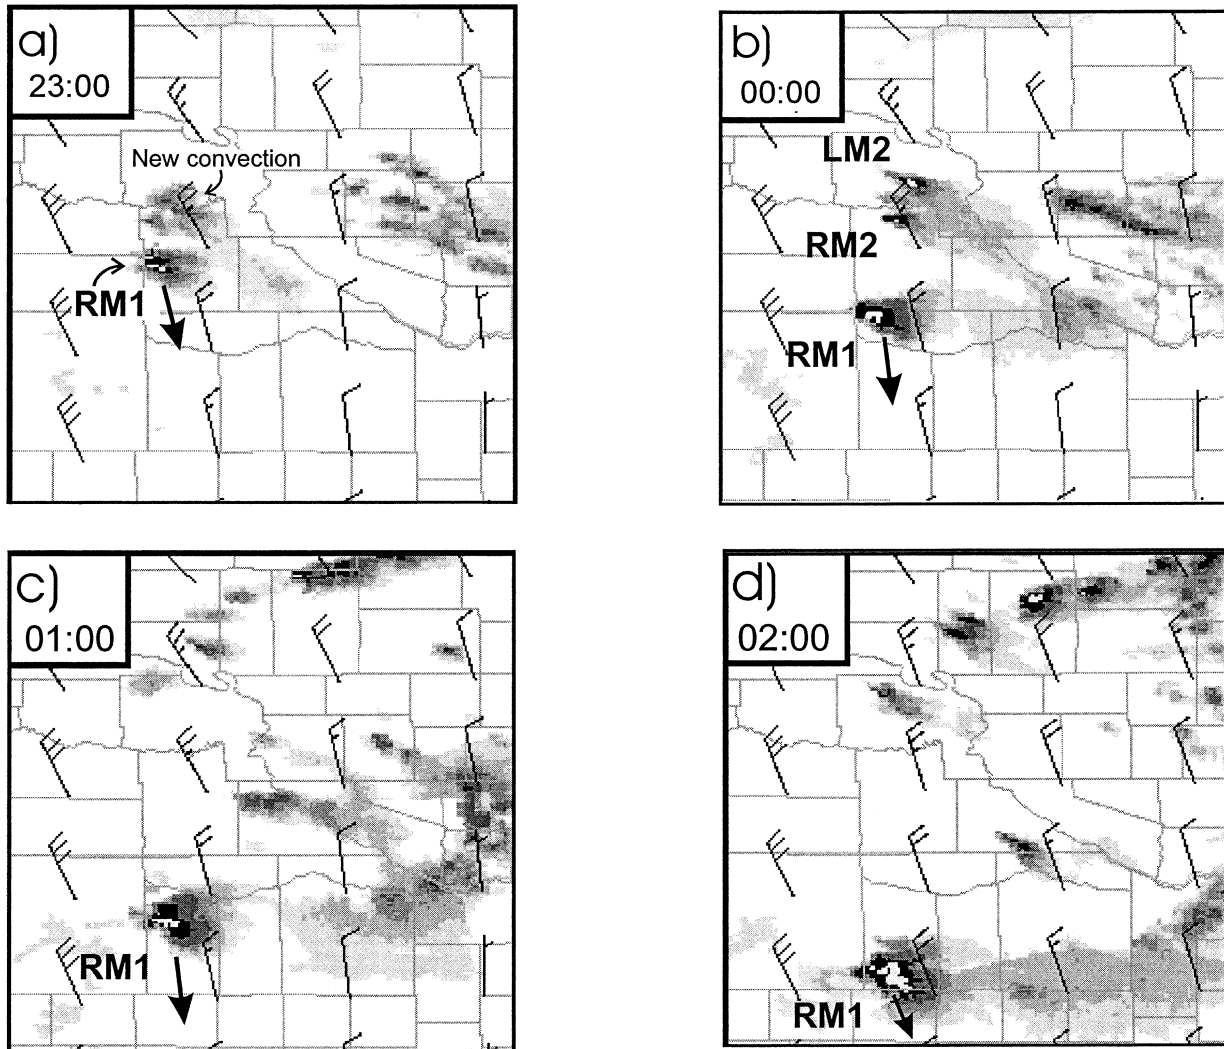 a)
23:00
New convection
RM1
b)
00:00
LM2
RM2
RM1
c)
01:00
RM1
d)
02:00
RM1